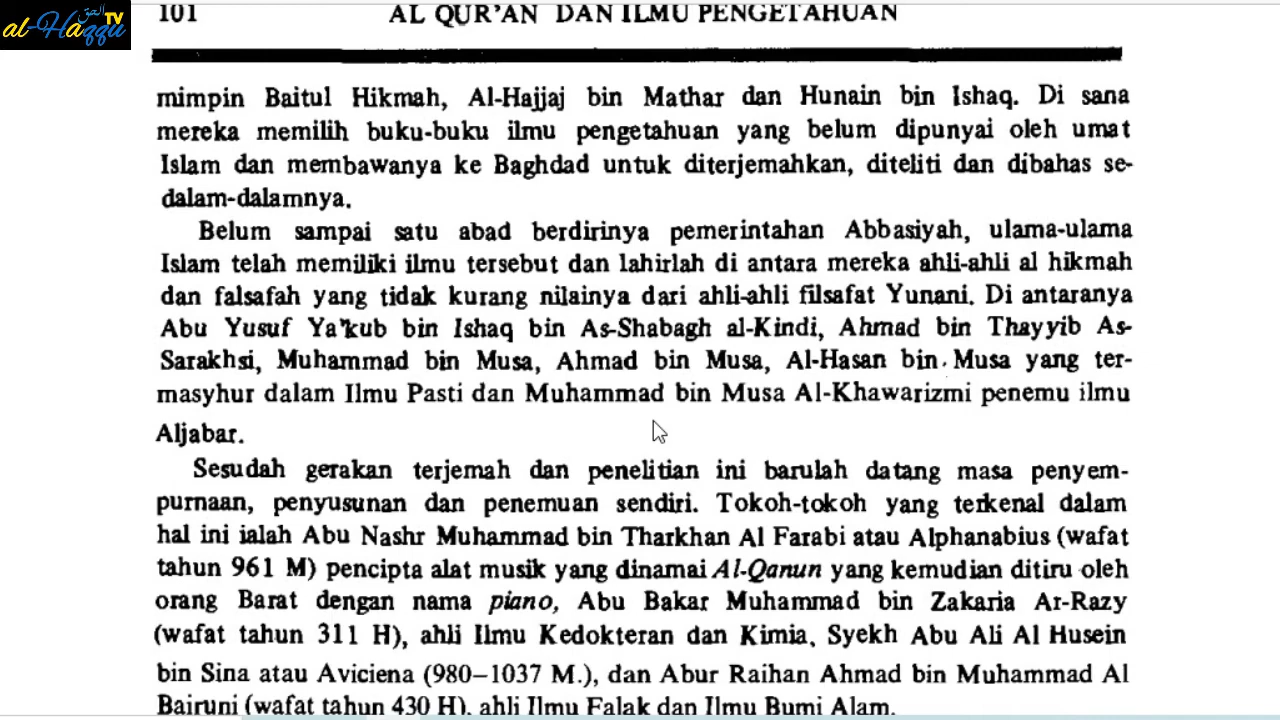 101 AL QUR'AN DAN ILMU PENGETAHUAN
الحق
al-Haqqu TV
mimpin Baitul Hikmah, Al-Hajjaj bin Mathar dan Hunain bin Ishaq. Di sana
mereka memilih buku-buku ilmu pengetahuan yang belum dipunyai oleh umat
Islam dan membawanya ke Baghdad untuk diterjemahkan, diteliti dan dibahas se-
dalam-dalamnya.
Belum sampai satu abad berdirinya pemerintahan Abbasiyah, ulama-ulama
Islam telah memiliki ilmu tersebut dan lahirlah di antara mereka ahli-ahli al hikmah
dan falsafah yang tidak kurang nilainya dari ahli-ahli filsafat Yunani. Di antaranya
Abu Yusuf Ya'kub bin Ishaq bin As-Shabagh al-Kindi, Ahmad bin Thayyib As-
Sarakhsi, Muhammad bin Musa, Ahmad bin Musa, Al-Hasan bin Musa yang ter-
masyhur dalam Ilmu Pasti dan Muhammad bin Musa Al-Khawarizmi penemu ilmu
Aljabar.
Sesudah gerakan terjemah dan penelitian ini barulah datang masa penyem-
purnaan, penyusunan dan penemuan sendiri. Tokoh-tokoh yang terkenal dalam
hal ini ialah Abu Nashr Muhammad bin Tharkhan Al Farabi atau Alphanabius (wafat
tahun 961 M) pencipta alat musik yang dinamai Al-Qanun yang kemudian ditiru oleh
orang Barat dengan nama piano, Abu Bakar Muhammad bin Zakaria Ar-Razy
(wafat tahun 311 H), ahli Ilmu Kedokteran dan Kimia, Syekh Abu Ali Al Husein
bin Sina atau Aviciena (980–1037 M.), dan Abur Raihan Ahmad bin Muhammad Al
Bairuni (wafat tahun 430 H), ahli Ilmu Falak dan Ilmu Bumi Alam.